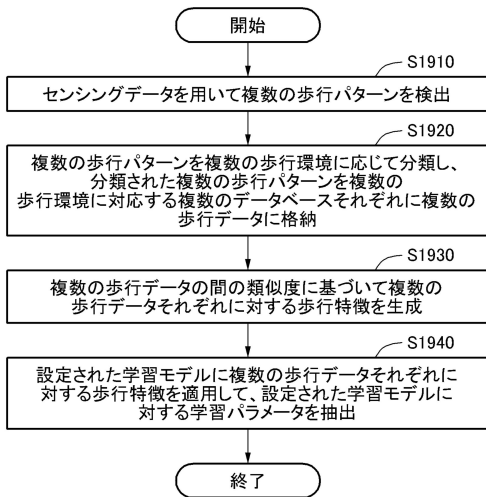 開始
S1910
センシングデータを用いて複数の歩行パターンを検出
S1920
複数の歩行パターンを複数の歩行環境に応じて分類し、
分類された複数の歩行パターンを複数の
歩行環境に対応する複数のデータベースそれぞれに複数の
歩行データに格納
S1930
複数の歩行データの間の類似度に基づいて複数の
歩行データそれぞれに対する歩行特徴を生成
S1940
設定された学習モデルに複数の歩行データそれぞれに
対する歩行特徴を適用して、設定された学習モデルに
対する学習パラメータを抽出
終了